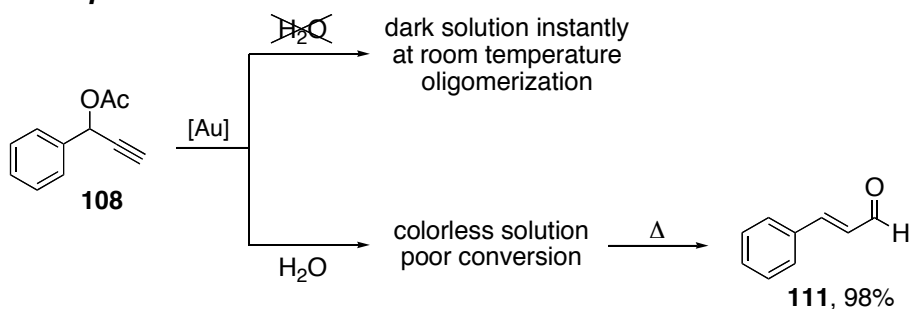 H2O
dark solution instantly
at room temperature
oligomerization
OAc
[Au]
108
H2O
colorless solution
poor conversion
Δ
O
H
111, 98%